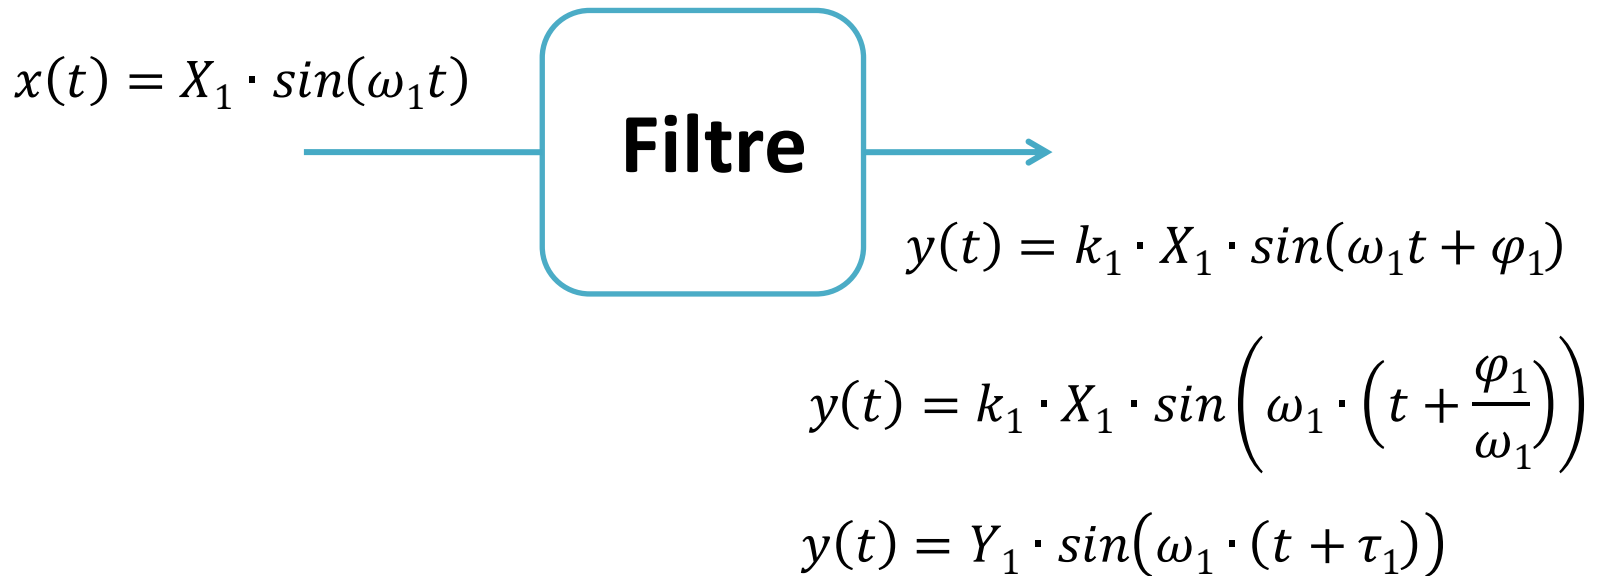 x(t) = X₁ · sin(ω₁t)
Filtre
y(t) = k₁ · X₁ · sin(ω₁t + φ₁)
y(t) = k₁ · X₁ · sin(ω₁ · (t + φ₁/ω₁))
y(t) = Y₁ · sin(ω₁ · (t + τ₁))